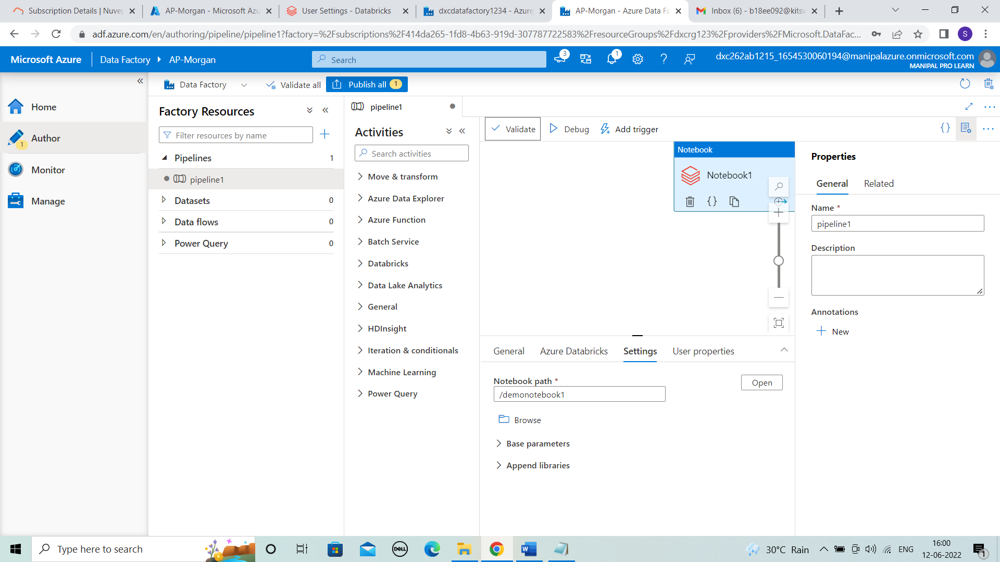 Subscription Details | Nuvep
AP-Morgan - Microsoft Azu
User Settings - Databricks
dxcdatafactory1234 - Azure
AP-Morgan - Azure Data Fa
Inbox (6) - b18ee092@kitsw
adf.azure.com/en/authoring/pipeline/pipeline1?factory=%2Fsubscriptions%2F414da265-1fd8-4b63-919d-307787722583%2FresourceGroups%2Fdxcrg123%2Fproviders%2FMicrosoft.DataFac...
S
Microsoft Azure
Data Factory
AP-Morgan
Search
3
1
dxc262ab1215_1654530060194@manipalazure.onmicrosoft.com
MANIPAL PRO LEARN
Data Factory
Validate all
Publish all
1
Home
Author
1
Monitor
Manage
Factory Resources
Filter resources by name
Pipelines
1
pipeline1
Datasets
0
Data flows
0
Power Query
0
pipeline1
Activities
Search activities
Move & transform
Azure Data Explorer
Azure Function
Batch Service
Databricks
Data Lake Analytics
General
HDInsight
Iteration & conditionals
Machine Learning
Power Query
Validate
Debug
Add trigger
Notebook
Notebook1
General
Azure Databricks
Settings
User properties
Notebook path *
Open
/demonotebook1
Browse
Base parameters
Append libraries
Properties
General
Related
Name *
pipeline1
Description
Annotations
New
Type here to search
DELL
30°C Rain
ENG
16:00
12-06-2022
1